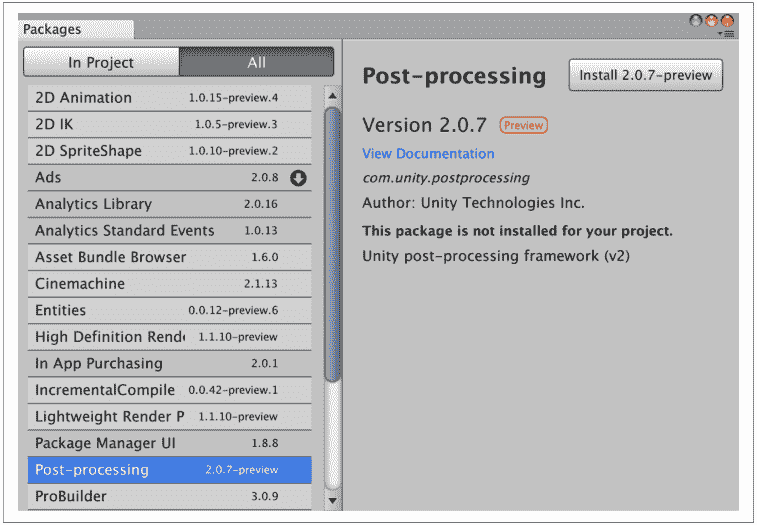 Packages
In Project
All
2D Animation 1.0.15-preview.4
2D IK 1.0.5-preview.3
2D SpriteShape 1.0.10-preview.2
Ads 2.0.8
Analytics Library 2.0.16
Analytics Standard Events 1.0.13
Asset Bundle Browser 1.6.0
Cinemachine 2.1.13
Entities 0.0.12-preview.6
High Definition Rend 1.1.10-preview
In App Purchasing 2.0.1
IncrementalCompile 0.0.42-preview.1
Lightweight Render P 1.1.10-preview
Package Manager UI 1.8.8
Post-processing 2.0.7-preview
ProBuilder 3.0.9
Post-processing
Install 2.0.7-preview
Version 2.0.7 Preview
View Documentation
com.unity.postprocessing
Author: Unity Technologies Inc.
This package is not installed for your project.
Unity post-processing framework (v2)